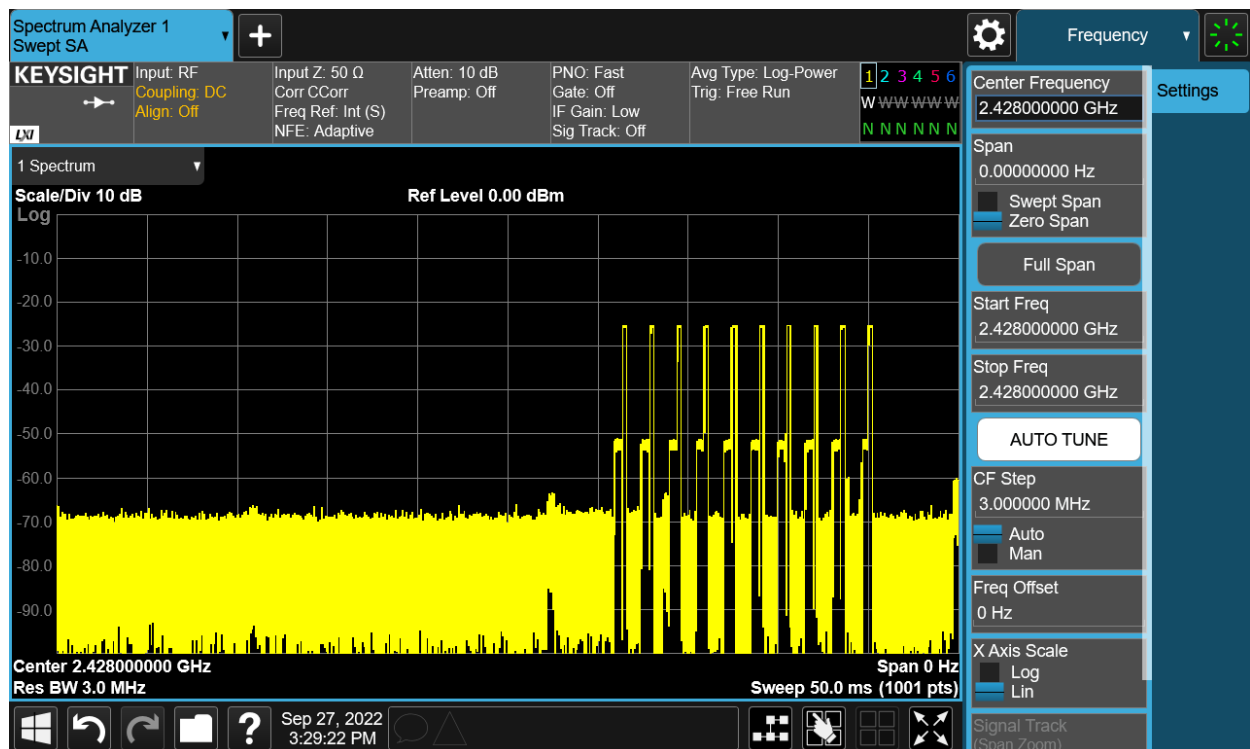 Spectrum Analyzer 1
Swept SA
+
Frequency
KEYSIGHT
LXI
Input: RF
Coupling: DC
Align: Off
Input Z: 50 Ω
Corr CCorr
Freq Ref: Int (S)
NFE: Adaptive
Atten: 10 dB
Preamp: Off
PNO: Fast
Gate: Off
IF Gain: Low
Sig Track: Off
Avg Type: Log-Power
Trig: Free Run
1 2 3 4 5 6
W W W W W W
N N N N N N
1 Spectrum
Scale/Div 10 dB
Ref Level 0.00 dBm
Log
-10.0
-20.0
-30.0
-40.0
-50.0
-60.0
-70.0
-80.0
-90.0
Center 2.428000000 GHz
Span 0 Hz
Res BW 3.0 MHz
Sweep 50.0 ms (1001 pts)
Center Frequency
2.428000000 GHz
Settings
Span
0.00000000 Hz
Swept Span
Zero Span
Full Span
Start Freq
2.428000000 GHz
Stop Freq
2.428000000 GHz
AUTO TUNE
CF Step
3.000000 MHz
Auto
Man
Freq Offset
0 Hz
X Axis Scale
Log
Lin
Signal Track
(Span Zoom)
?
Sep 27, 2022
3:29:22 PM